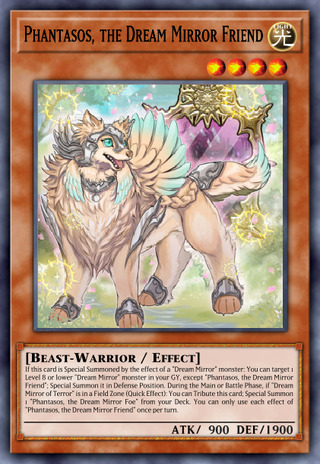 Phantasos, the Dream Mirror Friend
LIGHT
光
[Beast-Warrior / Effect]
If this card is Special Summoned by the effect of a "Dream Mirror" monster: You can target 1
Level 8 or lower "Dream Mirror" monster in your GY, except "Phantasos, the Dream Mirror
Friend"; Special Summon it in Defense Position. During the Main or Battle Phase, if "Dream
Mirror of Terror" is in a Field Zone (Quick Effect): You can Tribute this card; Special Summon
1 "Phantasos, the Dream Mirror Foe" from your Deck. You can only use each effect of
"Phantasos, the Dream Mirror Friend" once per turn.
ATK/ 900 DEF/1900